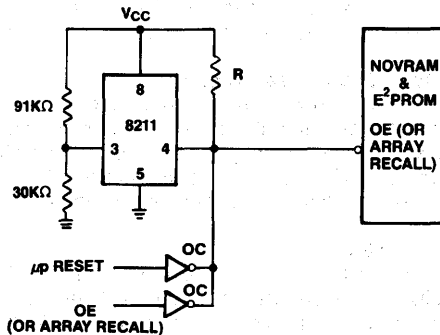 VCC
91KΩ
30KΩ
8
8211
3
4
5
R
NOVRAM
&
E²PROM
OE (OR
ARRAY
RECALL)
OC
μp RESET
OC
OE
(OR ARRAY RECALL)